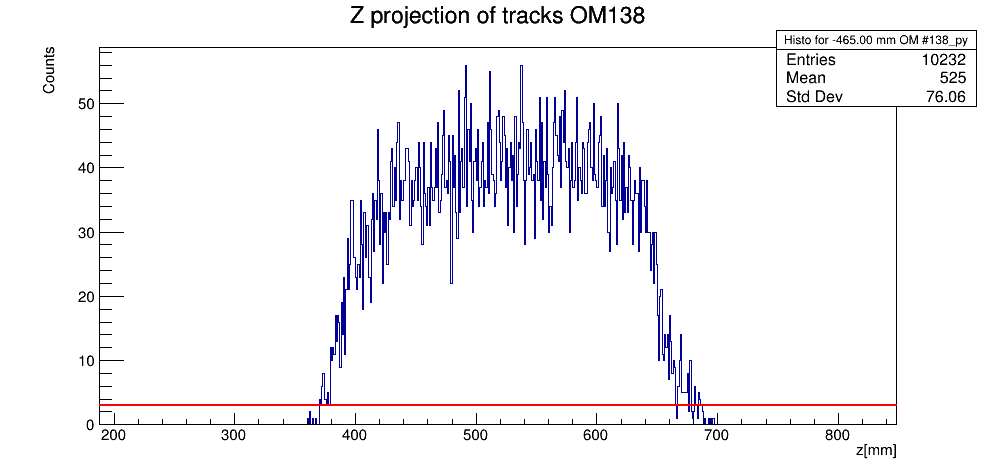 Z projection of tracks OM138
Histo for -465.00 mm OM #138_py
Entries 10232
Mean 525
Std Dev 76.06
Counts
50
40
30
20
10
0
200 300 400 500 600 700 800
z[mm]